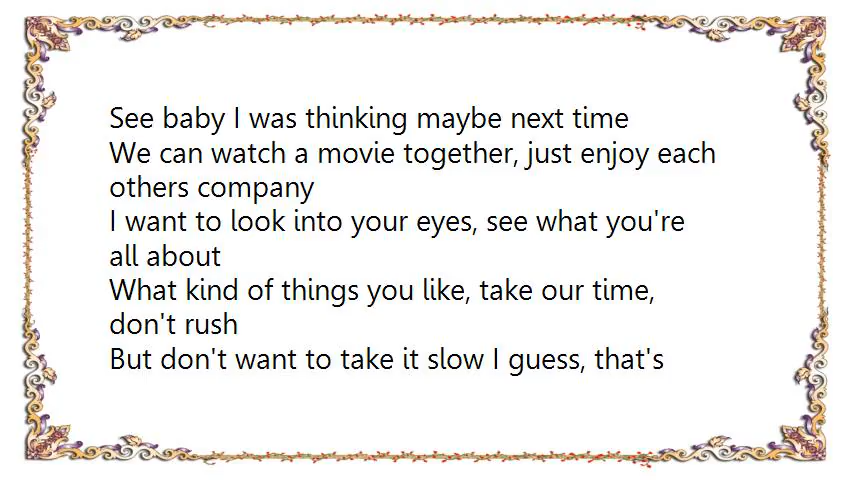 See baby I was thinking maybe next time
We can watch a movie together, just enjoy each
others company
I want to look into your eyes, see what you're
all about
What kind of things you like, take our time,
don't rush
But don't want to take it slow I guess, that's